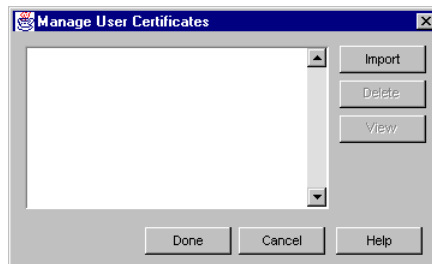 Manage User Certificates
Import
Delete
View
Done Cancel Help